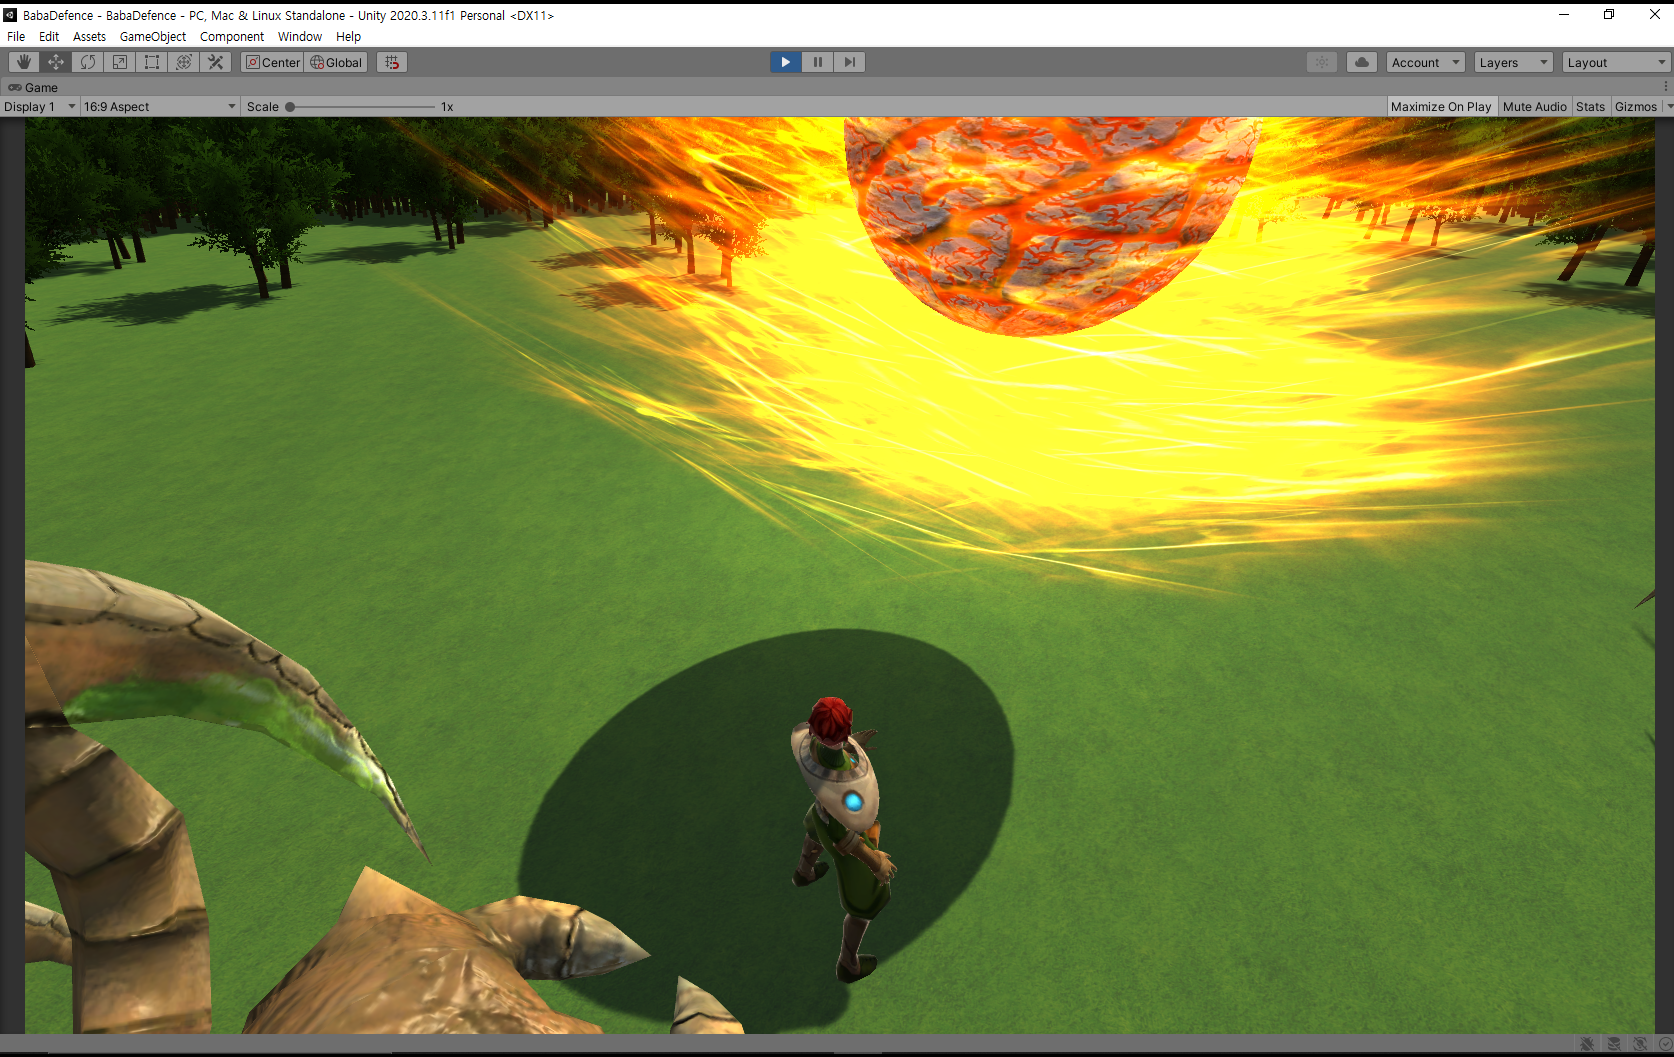 BabaDefence - BabaDefence - PC, Mac & Linux Standalone - Unity 2020.3.11f1 Personal <DX11>
File Edit Assets GameObject Component Window Help
Center Global Account Layers Layout
Game
Display 1 16:9 Aspect Scale 1x Maximize On Play Mute Audio Stats Gizmos